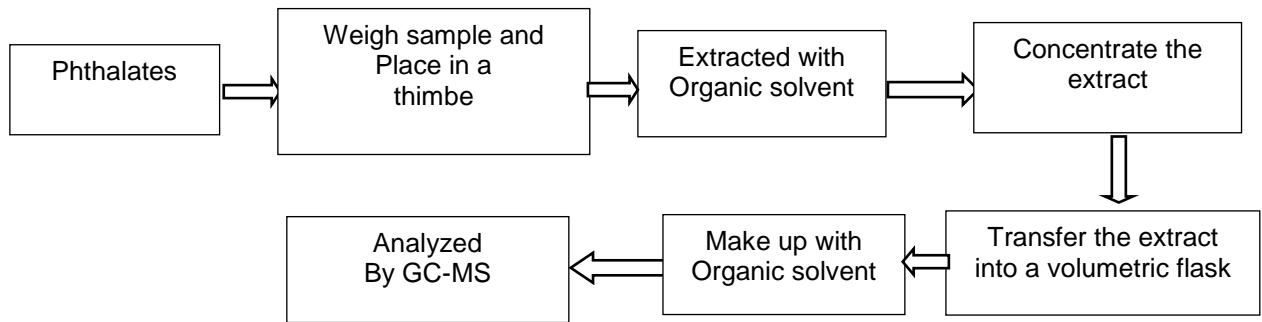 Phthalates
Weigh sample and
Place in a
thimbe
Extracted with
Organic solvent
Concentrate the
extract
Transfer the extract
into a volumetric flask
Make up with
Organic solvent
Analyzed
By GC-MS